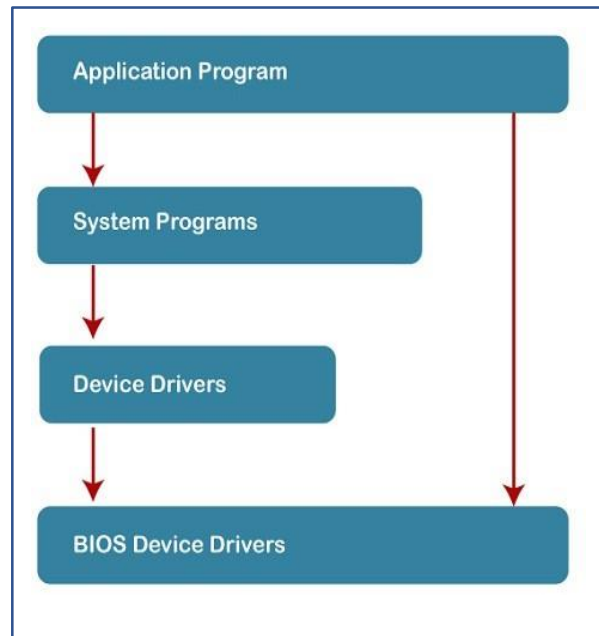 Application Program
System Programs
Device Drivers
BIOS Device Drivers